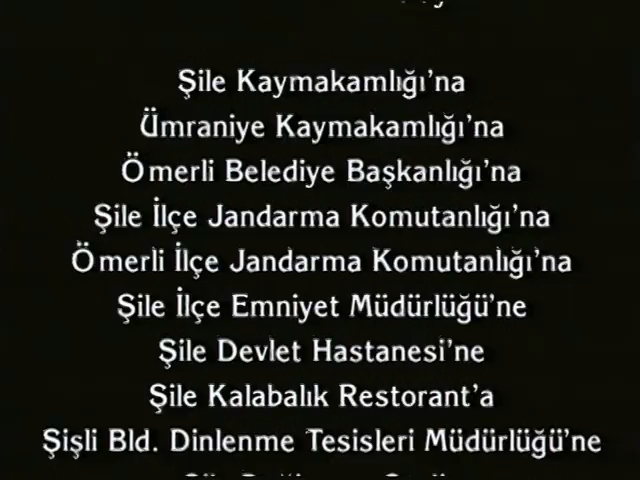 Şile Kaymakamlığı'na
Ümraniye Kaymakamlığı'na
Ömerli Belediye Başkanlığı'na
Şile İlçe Jandarma Komutanlığı'na
Ömerli İlçe Jandarma Komutanlığı'na
Şile İlçe Emniyet Müdürlüğü'ne
Şile Devlet Hastanesi'ne
Şile Kalabalık Restorant'a
Şişli Bld. Dinlenme Tesisleri Müdürlüğü'ne